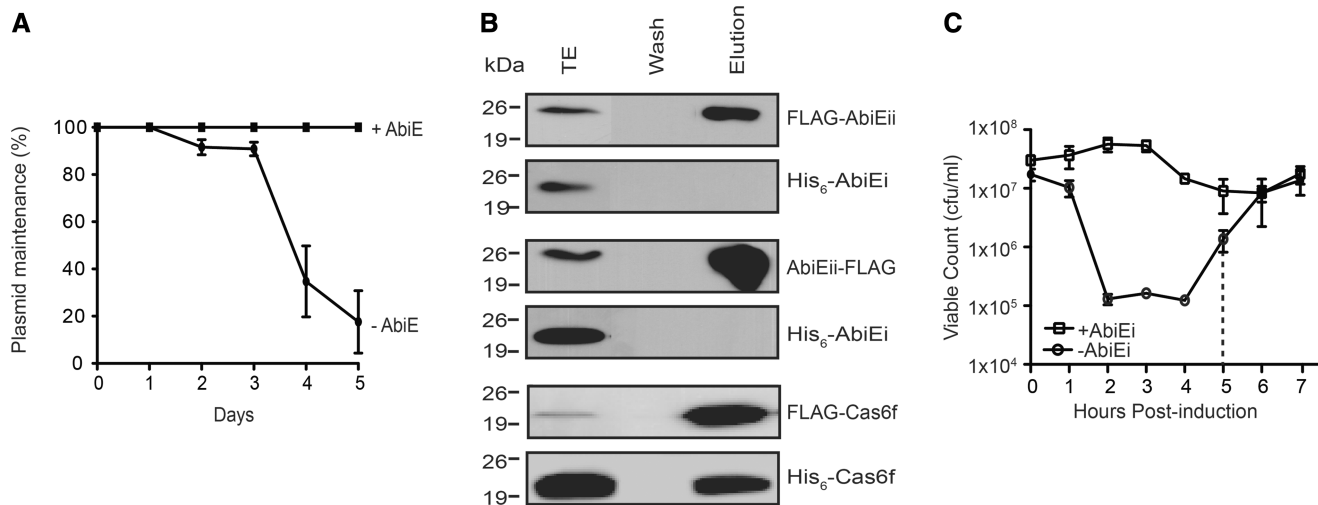 A
Plasmid maintenance (%)
100
80
60
40
20
0
+ AbiE
- AbiE
0 1 2 3 4 5
Days
B
kDa
TE
Wash
Elution
26
19
FLAG-AbiEii
26
19
His6-AbiEi
26
19
AbiEii-FLAG
26
19
His6-AbiEi
26
19
FLAG-Cas6f
26
19
His6-Cas6f
C
Viable Count (cfu/ml)
1x10^8
1x10^7
1x10^6
1x10^5
1x10^4
+AbiEi
-AbiEi
0 1 2 3 4 5 6 7
Hours Post-induction